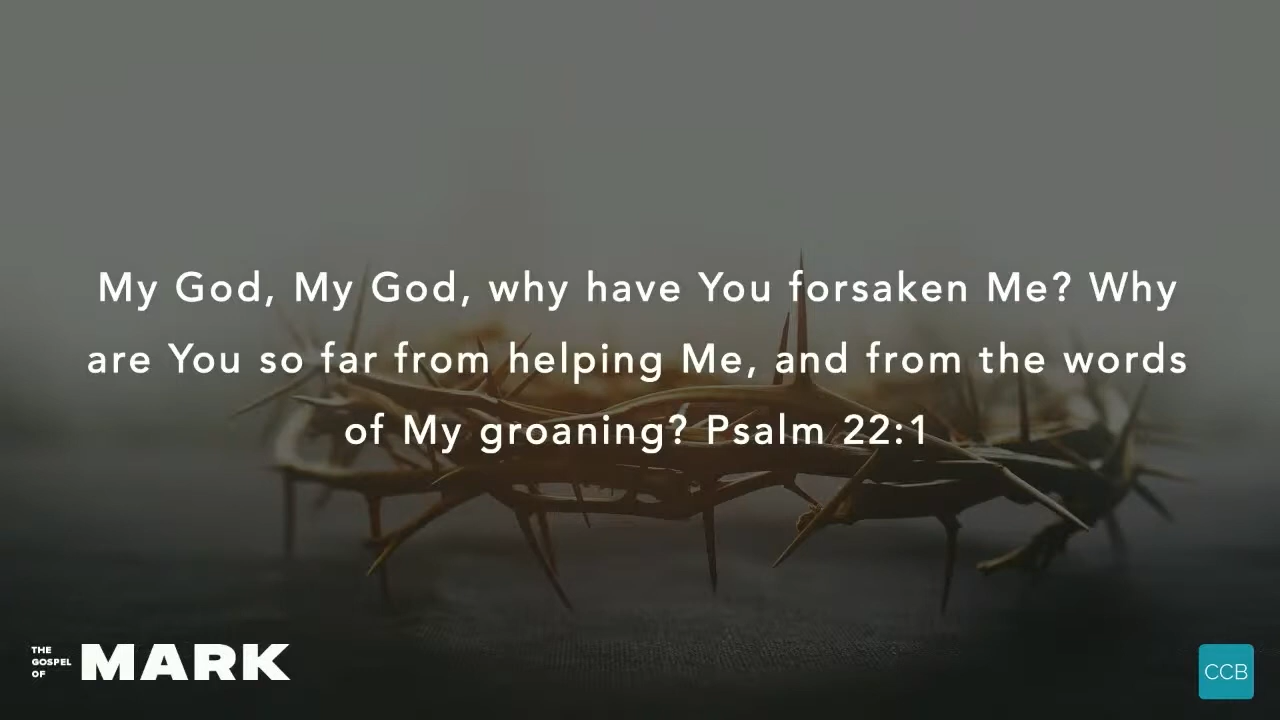 My God, My God, why have You forsaken Me? Why
are You so far from helping Me, and from the words
of My groaning? Psalm 22:1
THE
GOSPEL
OF
MARK
CCB